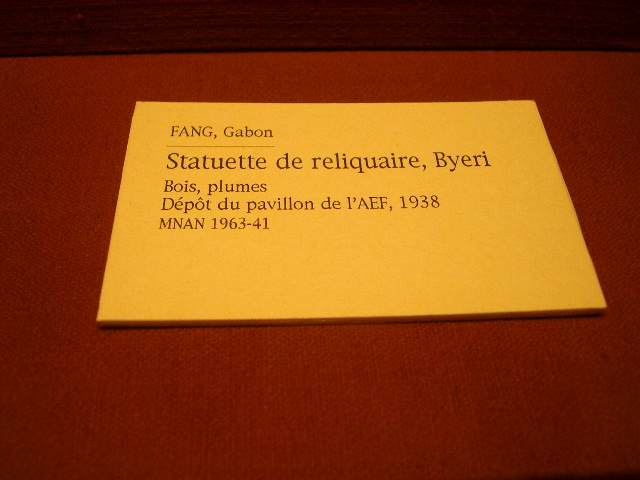 FANG, Gabon
Statuette de reliquaire, Byeri
Bois, plumes
Dépôt du pavillon de l'AEF, 1938
MNAN 1963-41